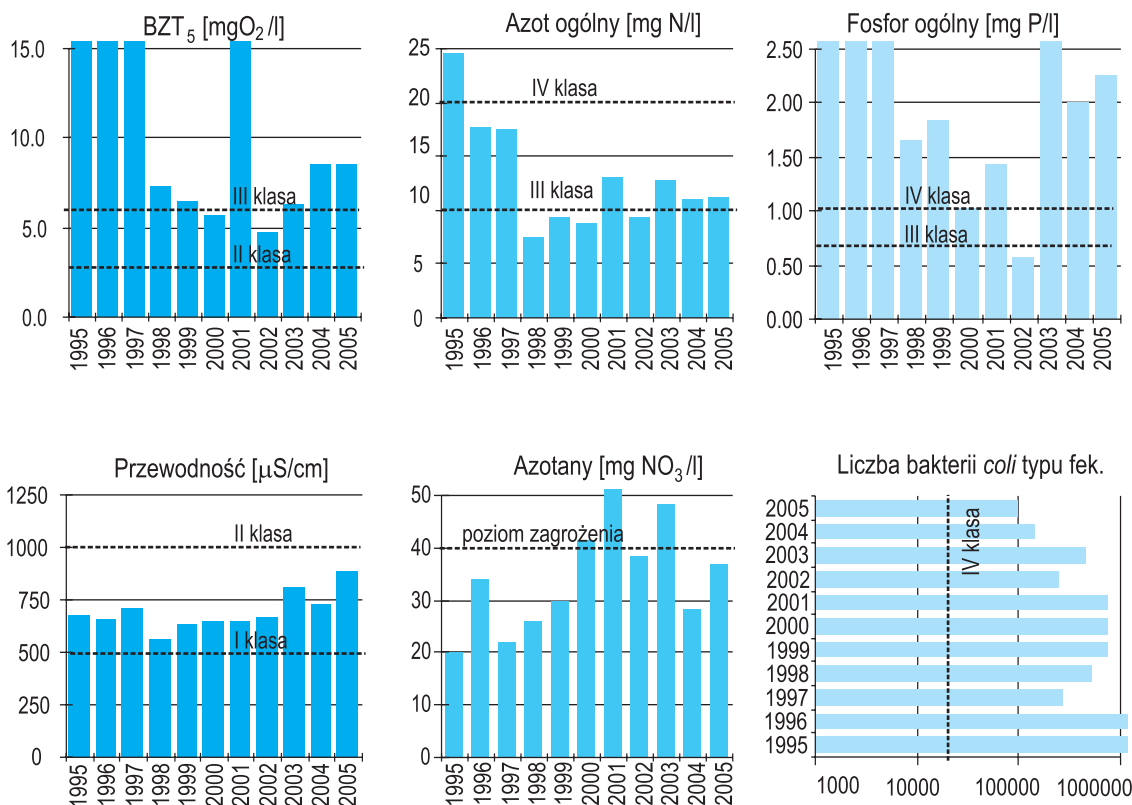 BZT5 [mgO2/l]
15.0
10.0
5.0
0.0
III klasa
II klasa
1995 1996 1997 1998 1999 2000 2001 2002 2003 2004 2005
Azot ogólny [mg N/l]
25
20
15
10
25
5
0
IV klasa
III klasa
1995 1996 1997 1998 1999 2000 2001 2002 2003 2004 2005
Fosfor ogólny [mg P/l]
2.50
2.00
1.50
1.00
0.50
0.00
IV klasa
III klasa
1995 1996 1997 1998 1999 2000 2001 2002 2003 2004 2005
Przewodność [µS/cm]
1250
1000
750
500
250
0
II klasa
I klasa
1995 1996 1997 1998 1999 2000 2001 2002 2003 2004 2005
Azotany [mg NO3/l]
50
40
30
20
10
0
poziom zagrożenia
1995 1996 1997 1998 1999 2000 2001 2002 2003 2004 2005
Liczba bakterii coli typu fek.
2005
2004
2003
2002
2001
2000
1999
1998
1997
1996
1995
IV klasa
1000 10000 100000 1000000